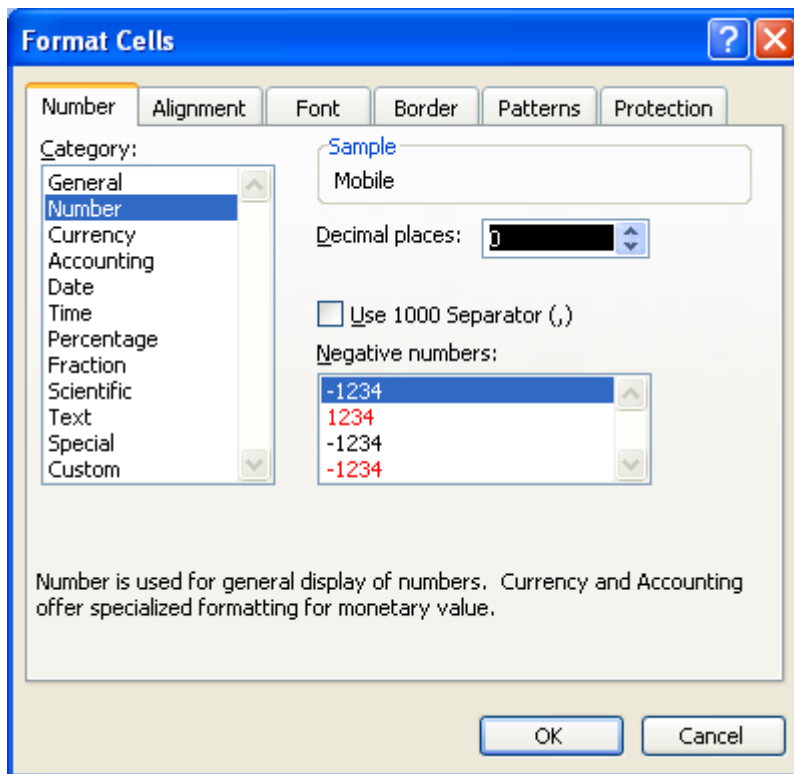 Format Cells
Number Alignment Font Border Patterns Protection
Category:
General
Number
Currency
Accounting
Date
Time
Percentage
Fraction
Scientific
Text
Special
Custom
Sample
Mobile
Decimal places: 0
Use 1000 Separator (,)
Negative numbers:
-1234
1234
-1234
-1234
Number is used for general display of numbers. Currency and Accounting
offer specialized formatting for monetary value.
OK Cancel